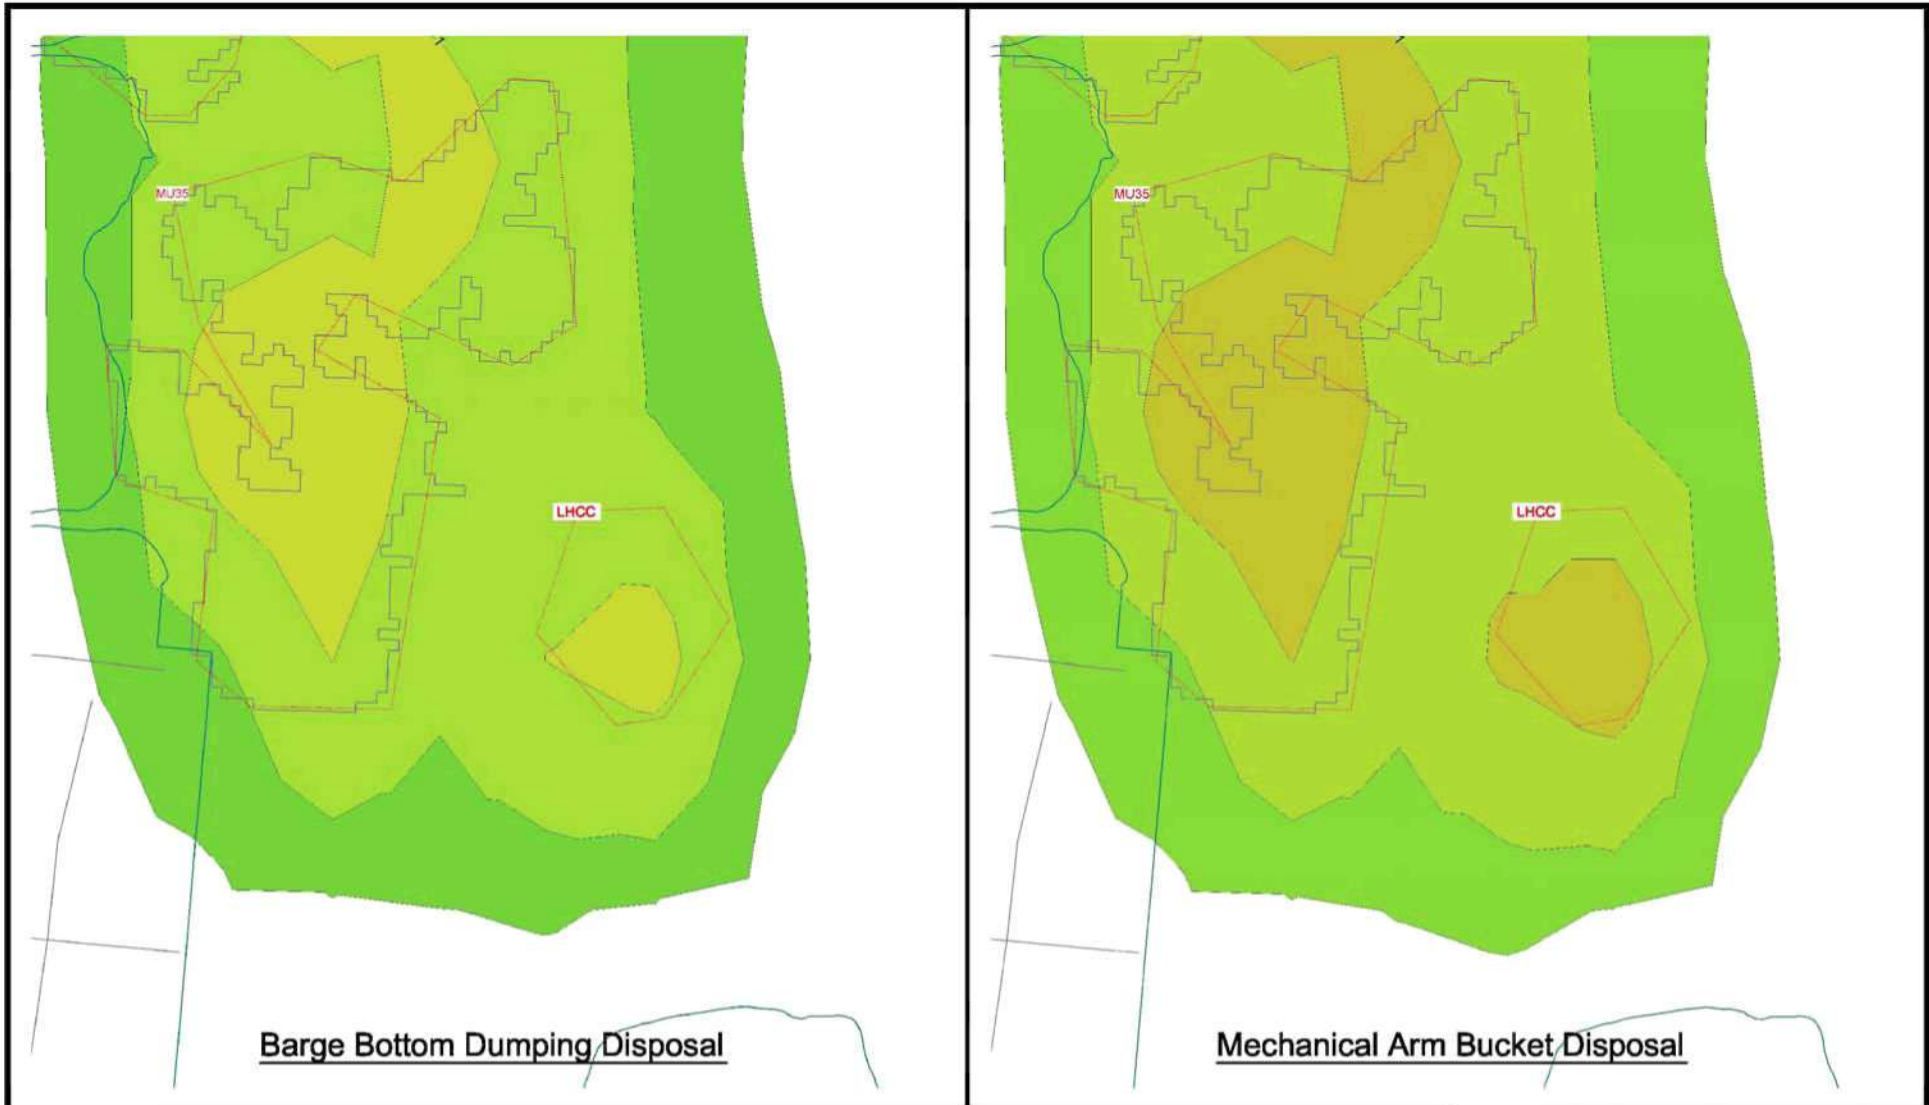 MU35
LHCC
Barge Bottom Dumping Disposal
MU35
LHCC
Mechanical Arm Bucket Disposal